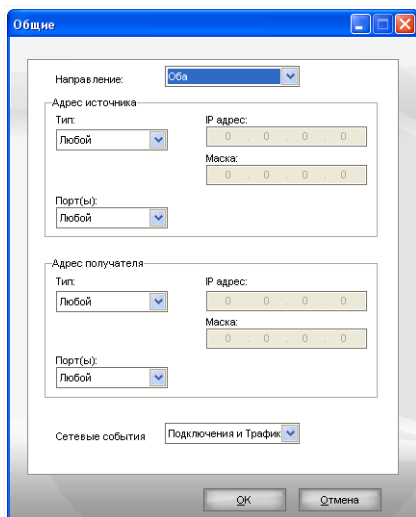 Общие
Направление: Оба
Адрес источника
Тип: IP адрес:
Любой 0 . 0 . 0 . 0
Маска:
0 . 0 . 0 . 0
Порт(ы):
Любой
Адрес получателя
Тип: IP адрес:
Любой 0 . 0 . 0 . 0
Маска:
0 . 0 . 0 . 0
Порт(ы):
Любой
Сетевые события Подключения и Трафик
OK Отмена